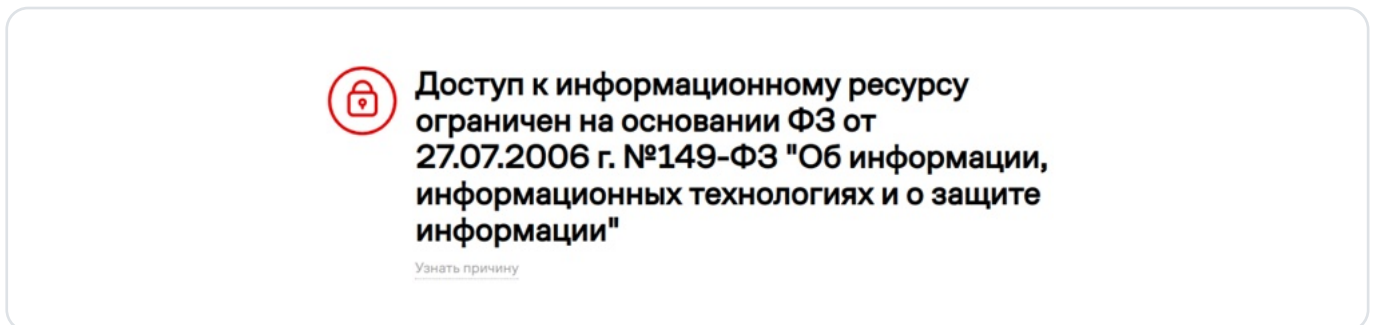 Доступ к информационному ресурсу
ограничен на основании ФЗ от
27.07.2006 г. №149-ФЗ "Об информации,
информационных технологиях и о защите
информации"
Узнать причину